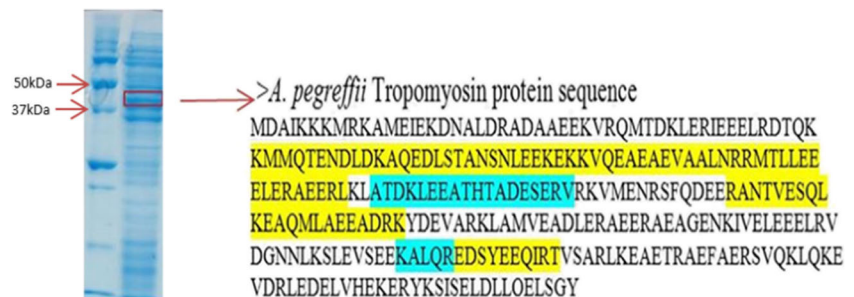 50kDa
37kDa
>A. pegreffii Tropomyosin protein sequence
MDAIKKKMRKAMEIEKDNALDRADAAEEKVRQMTDKLERIEEELRDTQK
KMMQTENDLDKAQEDLSTANSNLEEKEKKVQEAEAEVAALNRRMTLLEE
ELERAEERLKLATDKLEEATHTADESERVRKVMENRSFQDEERANTVESQL
KEAQMLAEEADRKYDEVARKLAMVEADLERAEERAEAGENKIVELEEELRV
DGNNLKSLEVSEEKALQREDSYEEQIRTVSARLKEAETRAEFAERSVQKLQKE
VDRLEDELVHEKERYKSISELDLLOELSGY